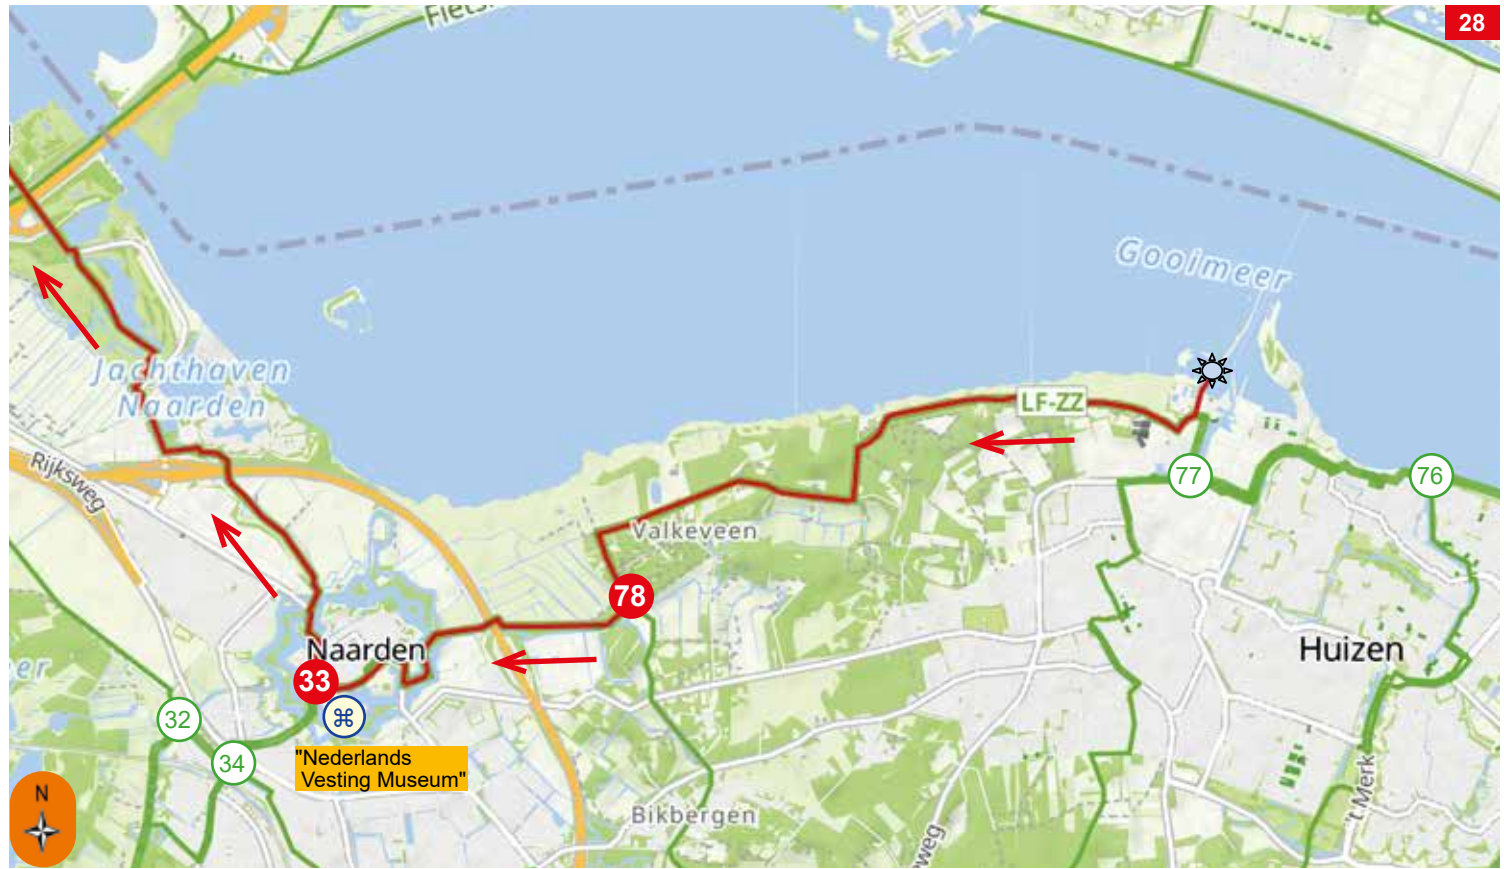 28
Gooimeer
Jachthaven
Naarden
LF-ZZ
Rijksweg
77
76
Valkeveen
78
Naarden
Huizen
33
32
34
⌘
"Nederlands
Vesting Museum"
N
Bikbergen
't Merk